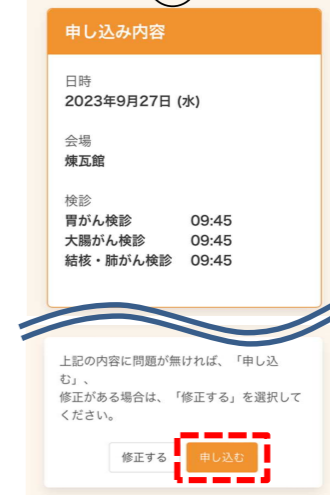 申し込み内容
日時
2023年9月27日 (水)
会場
煉瓦館
検診
胃がん検診 09:45
大腸がん検診 09:45
結核・肺がん検診 09:45
上記の内容に問題が無ければ、「申し込
む」、
修正がある場合は、「修正する」を選択して
ください。
修正する 申し込む